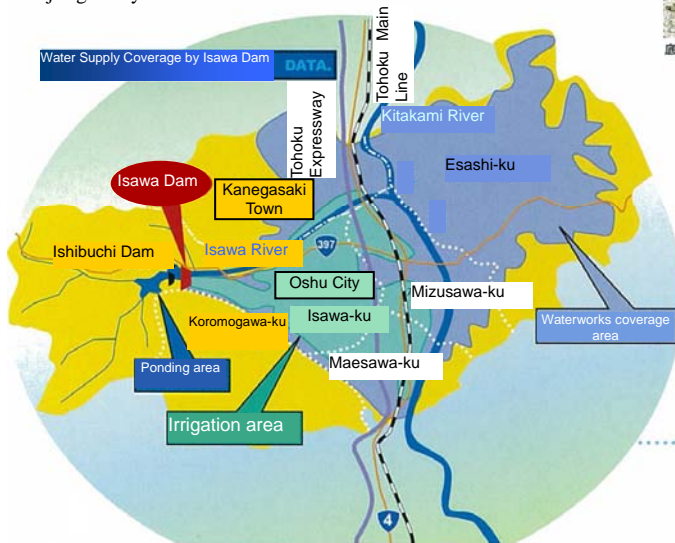 Water Supply Coverage by Isawa Dam
DATA.
Tohoku
Expressway
Tohoku Main
Line
Kitakami River
Esashi-ku
Isawa Dam
Kanegasaki
Town
Ishibuchi Dam
Isawa River
397
Oshu City
Mizusawa-ku
Koromogawa-ku
Isawa-ku
Waterworks coverage
area
Ponding area
Maesawa-ku
Irrigation area
4